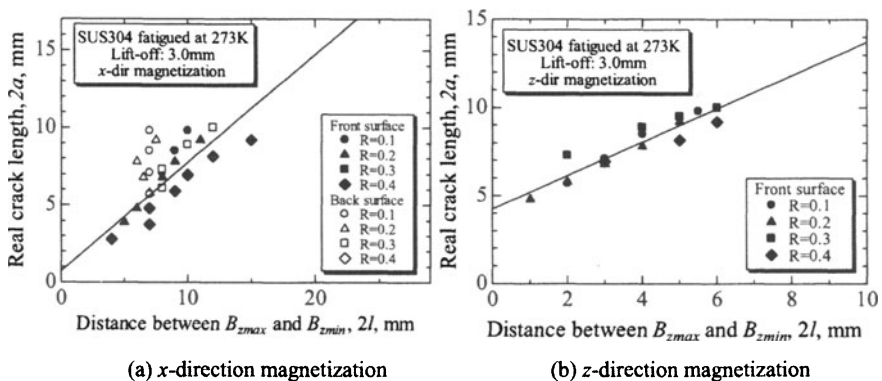 Real crack length, 2a, mm
15
10
5
0
SUS304 fatigued at 273K
Lift-off: 3.0mm
x-dir magnetization
Front surface
R=0.1
R=0.2
R=0.3
R=0.4
Back surface
R=0.1
R=0.2
R=0.3
R=0.4
0 10 20
Distance between Bzmax and Bzmin, 2l, mm
(a) x-direction magnetization
Real crack length, 2a, mm
15
10
5
0
SUS304 fatigued at 273K
Lift-off: 3.0mm
z-dir magnetization
Front surface
R=0.1
R=0.2
R=0.3
R=0.4
0 2 4 6 8 10
Distance between Bzmax and Bzmin, 2l, mm
(b) z-direction magnetization